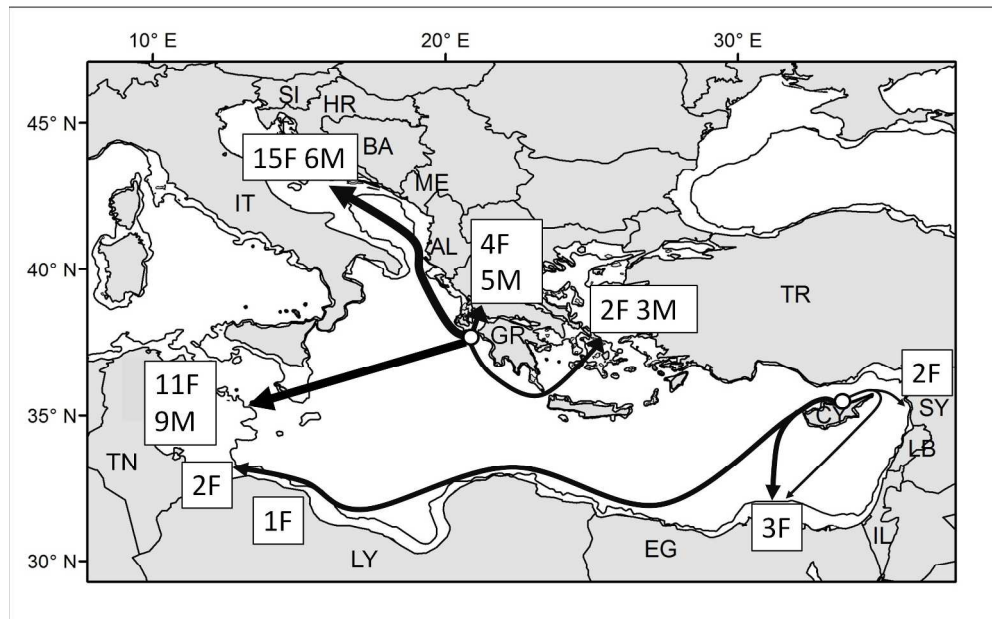 10° E
20° E
30° E
45° N
40° N
35° N
30° N
SI
HR
BA
15F 6M
ME
IT
AL
4F
5M
2F 3M
TR
GR
11F
9M
2F
SY
C
LB
TN
2F
1F
3F
IL
EG
LY